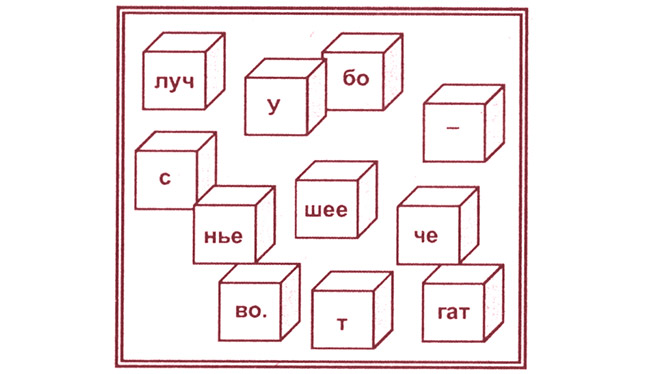 луч
у
бо
–
с
шее
нье
че
во.
т
гат